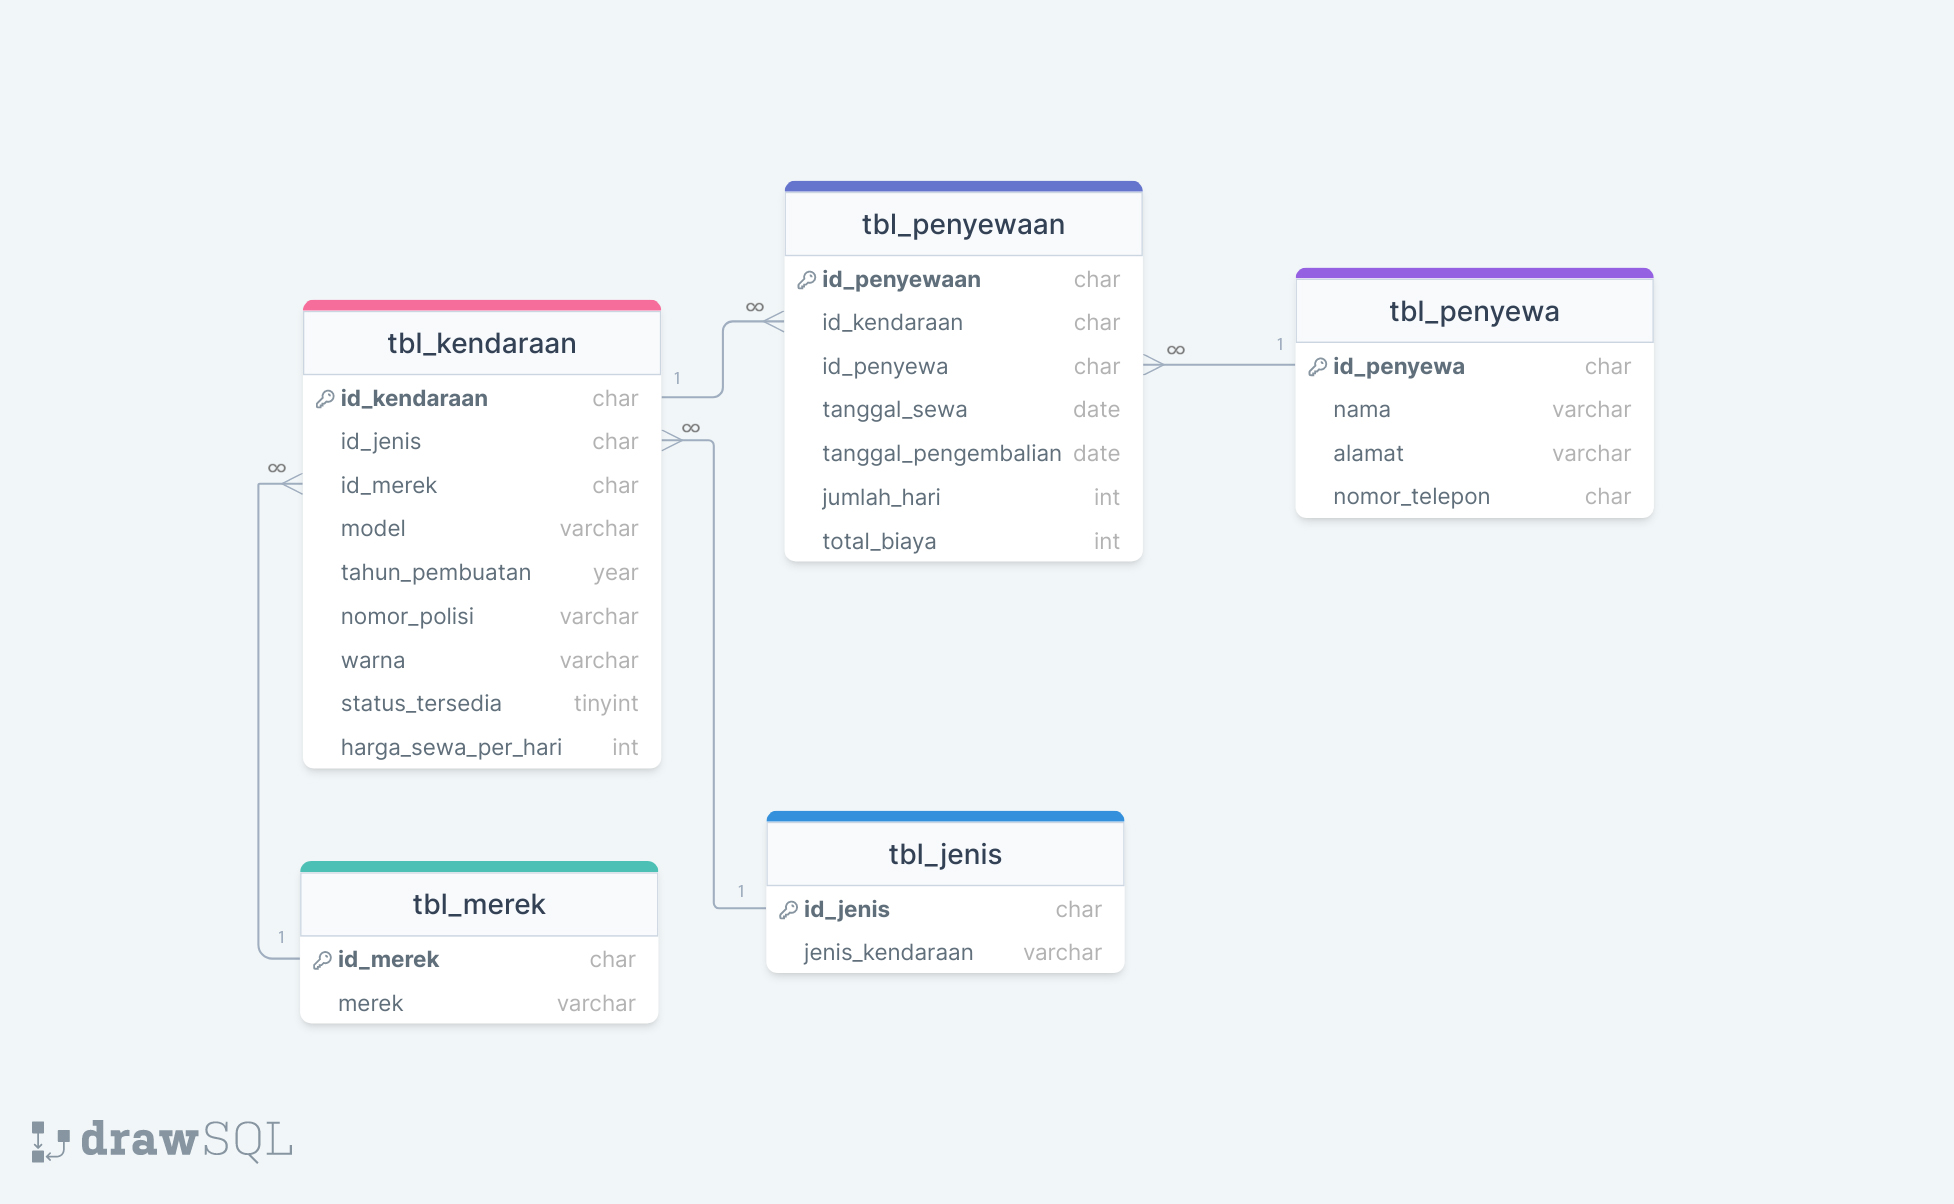 tbl_kendaraan
id_kendaraan char
id_jenis char
id_merek char
model varchar
tahun_pembuatan year
nomor_polisi varchar
warna varchar
status_tersedia tinyint
harga_sewa_per_hari int
1
∞
∞
tbl_penyewaan
id_penyewaan char
id_kendaraan char
id_penyewa char
tanggal_sewa date
tanggal_pengembalian date
jumlah_hari int
total_biaya int
∞
∞
1
tbl_penyewa
id_penyewa char
nama varchar
alamat varchar
nomor_telepon char
tbl_merek
id_merek char
merek varchar
1
tbl_jenis
id_jenis char
jenis_kendaraan varchar
1
drawSQL